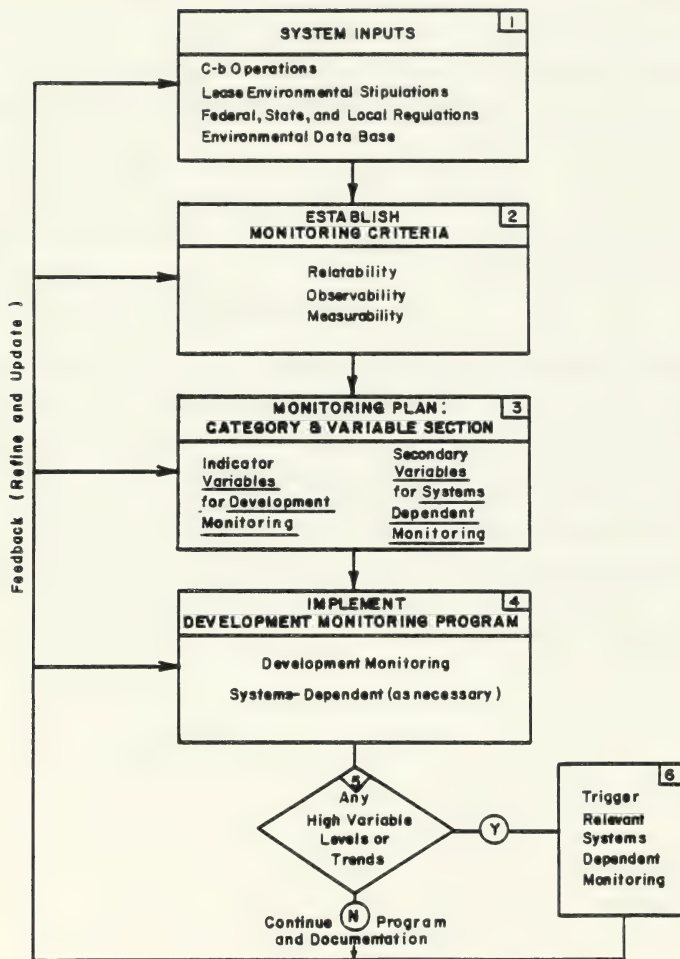 1
SYSTEM INPUTS
C-b Operations
Lease Environmental Stipulations
Federal, State, and Local Regulations
Environmental Data Base
2
ESTABLISH
MONITORING CRITERIA
Relatability
Observability
Measurability
3
MONITORING PLAN:
CATEGORY & VARIABLE SECTION
Indicator
Variables
for Development
Monitoring
Secondary
Variables
for Systems
Dependent
Monitoring
4
IMPLEMENT
DEVELOPMENT MONITORING PROGRAM
Development Monitoring
Systems-Dependent (as necessary)
5
Any
High Variable
Levels or
Trends
Y
6
Trigger
Relevant
Systems
Dependent
Monitoring
N
Continue Program
and Documentation
Feedback (Refine and Update)